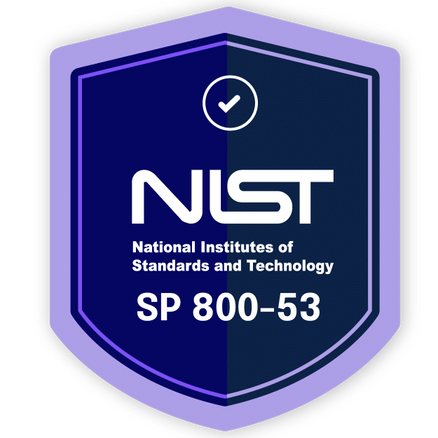 NIST
National Institutes of
Standards and Technology
SP 800-53